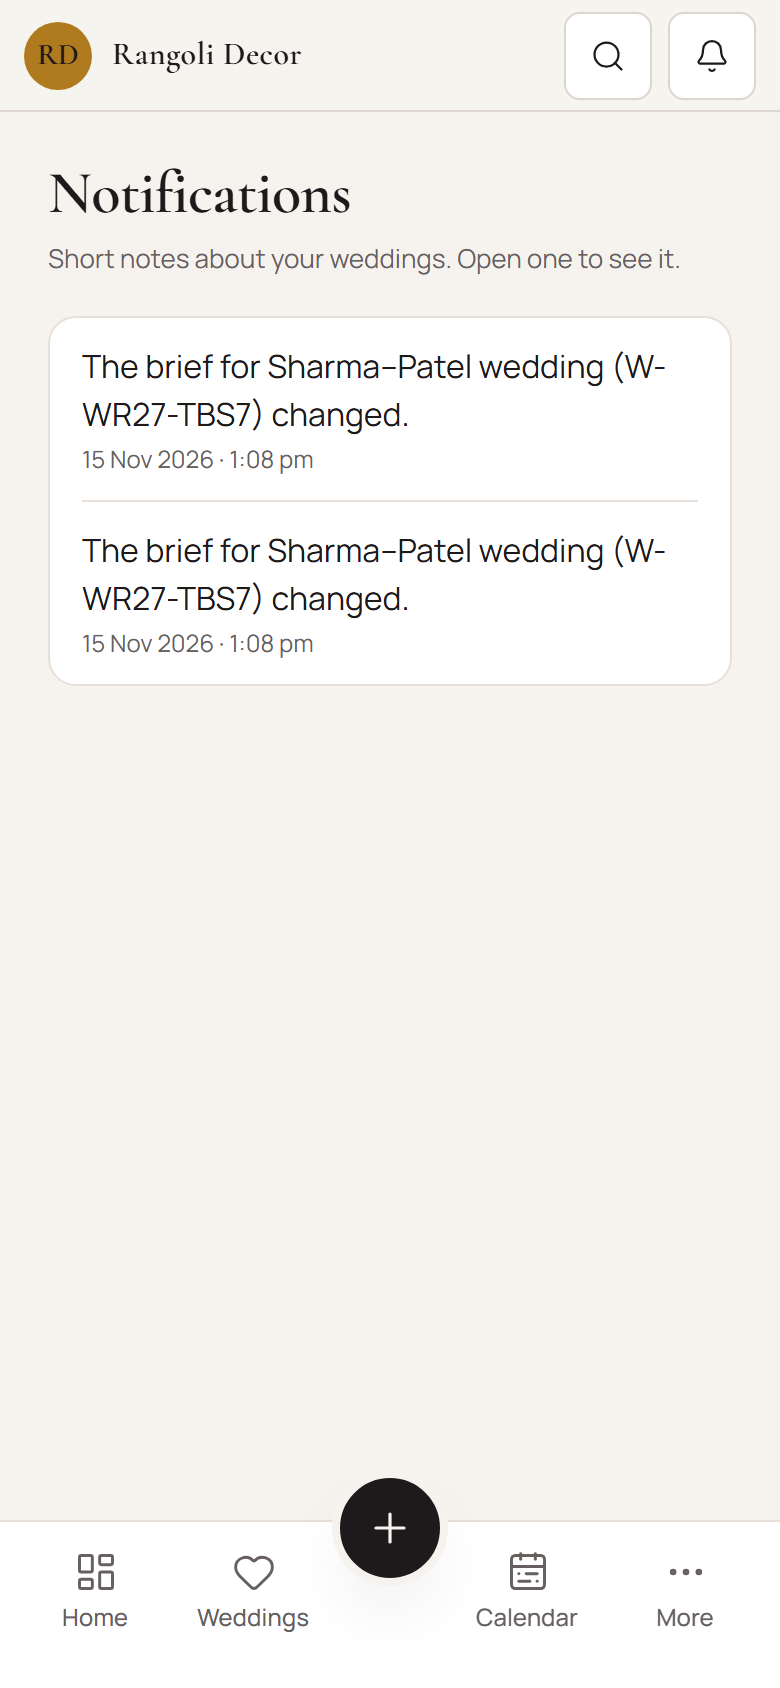 RD
Rangoli Decor
Notifications
Short notes about your weddings. Open one to see it.
The brief for Sharma–Patel wedding (W-
WR27-TBS7) changed.
15 Nov 2026 · 1:08 pm
The brief for Sharma–Patel wedding (W-
WR27-TBS7) changed.
15 Nov 2026 · 1:08 pm
Home
Weddings
Calendar
More